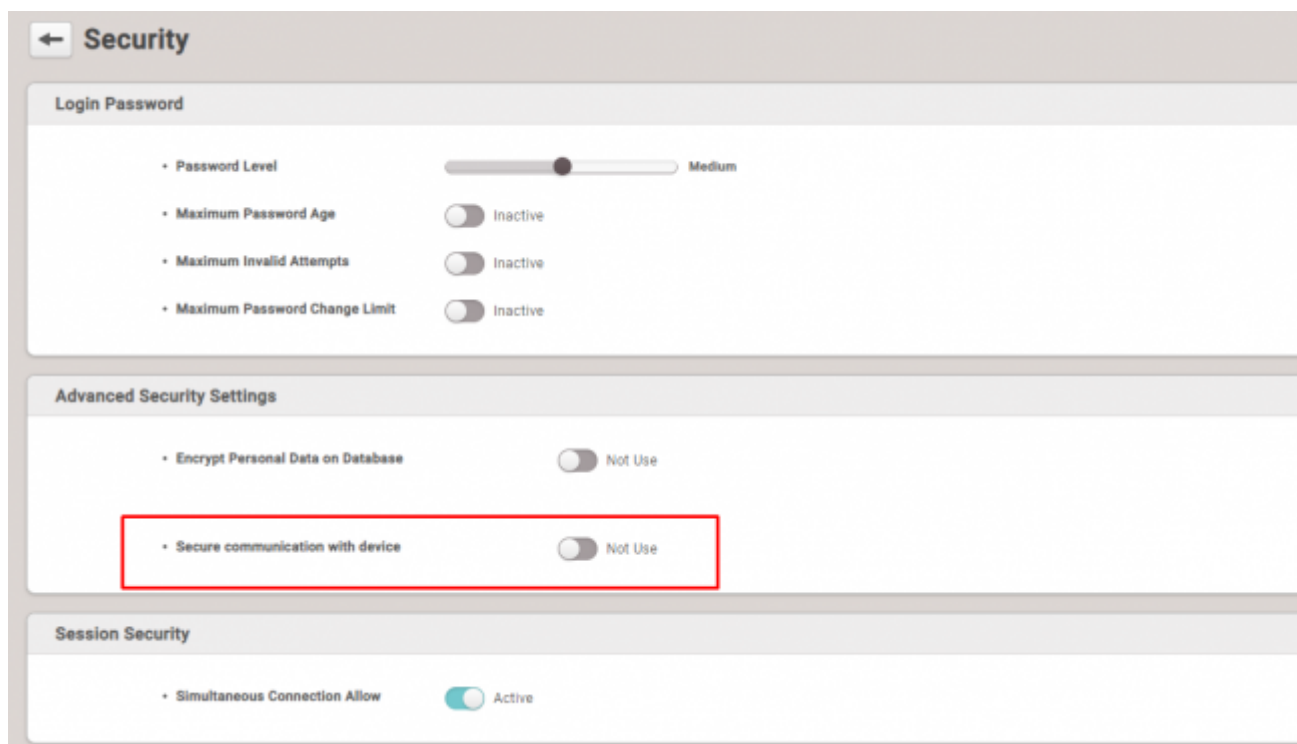 Security
Login Password
• Password Level Medium
• Maximum Password Age Inactive
• Maximum Invalid Attempts Inactive
• Maximum Password Change Limit Inactive
Advanced Security Settings
• Encrypt Personal Data on Database Not Use
• Secure communication with device Not Use
Session Security
• Simultaneous Connection Allow Active